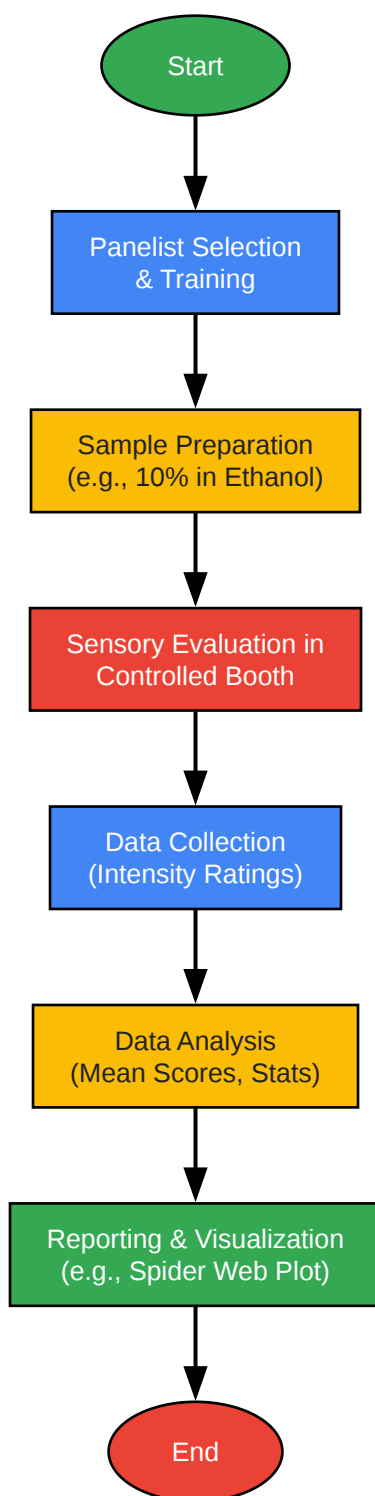 Start
Panelist Selection
& Training
Sample Preparation
(e.g., 10% in Ethanol)
Sensory Evaluation in
Controlled Booth
Data Collection
(Intensity Ratings)
Data Analysis
(Mean Scores, Stats)
Reporting & Visualization
(e.g., Spider Web Plot)
End